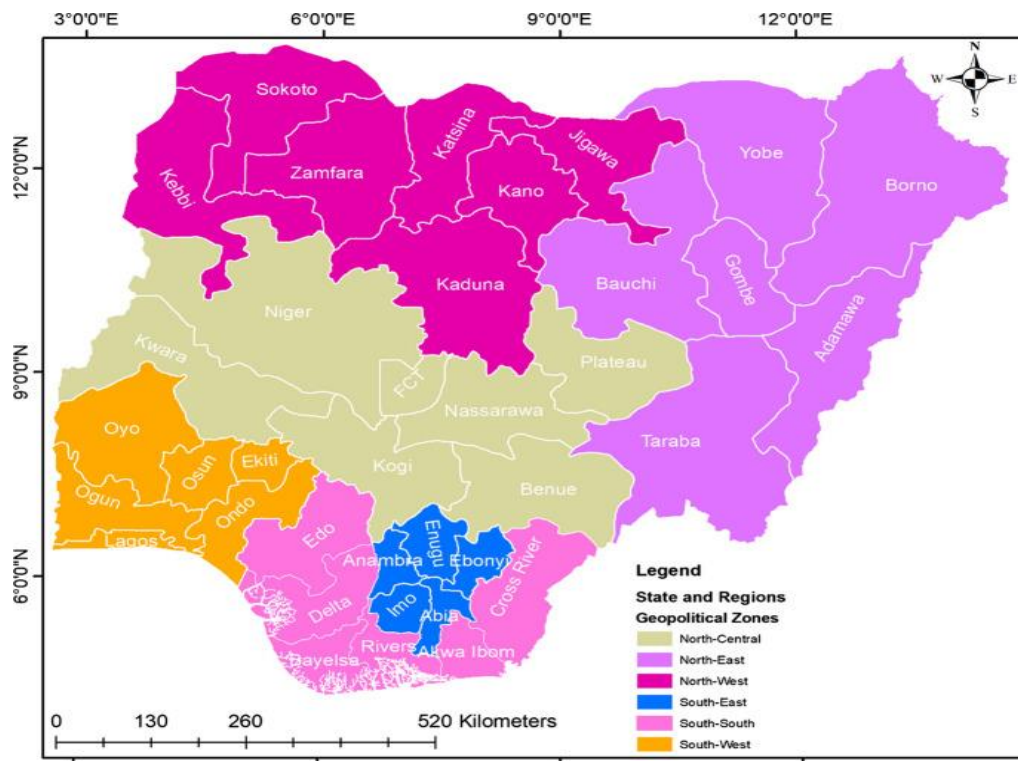 3°0'0"E
6°0'0"E
9°0'0"E
12°0'0"E
N
W
E
S
12°0'0"N
9°0'0"N
6°0'0"N
Sokoto
Katsina
Jigawa
Yobe
Borno
Kebbi
Zamfara
Kano
Kaduna
Bauchi
Gombe
Adamawa
Niger
Kwara
FCT
Plateau
Nassarawa
Taraba
Oyo
Osun
Ekiti
Kogi
Benue
Ogun
Ondo
Lagos
Edo
Enugu
Anambra
Ebonyi
Cross River
Delta
Imo
Abia
Rivers
Bayelsa
Akwa Ibom
Legend
State and Regions
Geopolitical Zones
North-Central
North-East
North-West
South-East
South-South
South-West
0 130 260 520 Kilometers